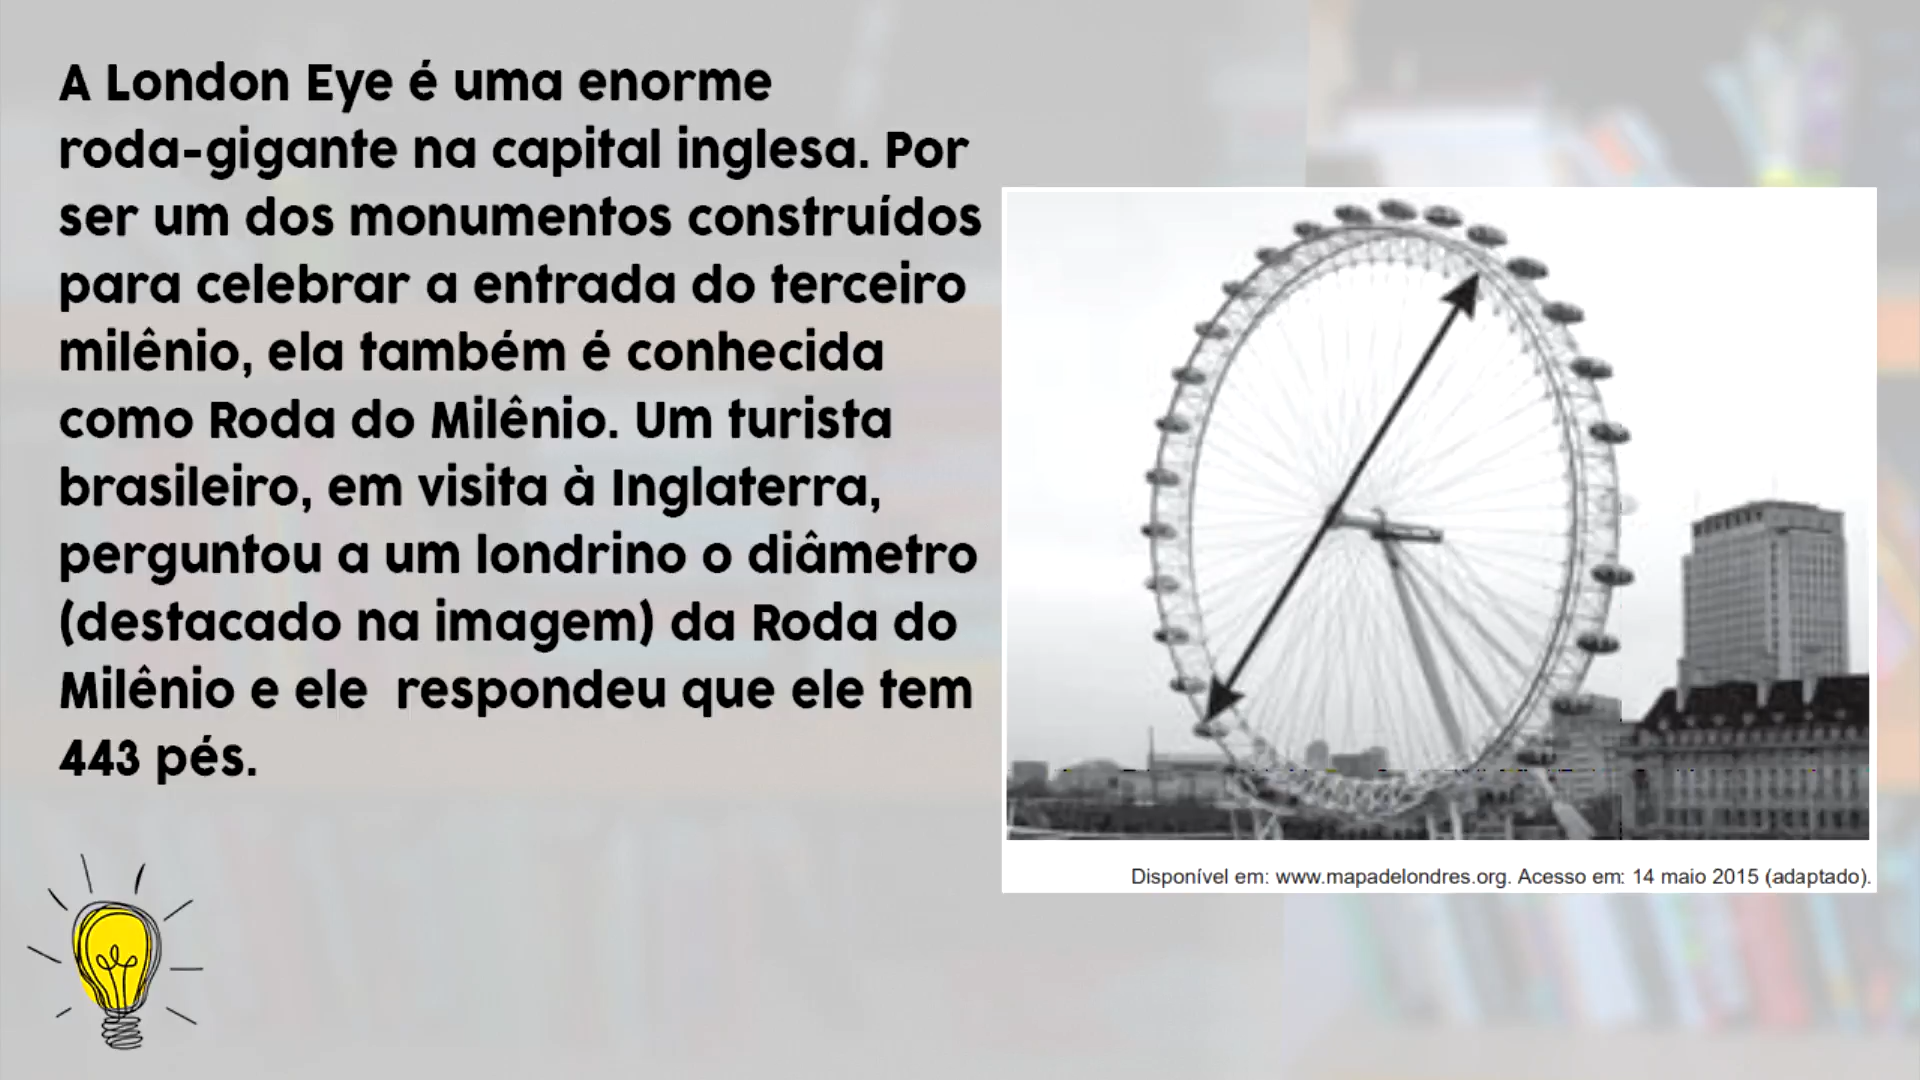 A London Eye é uma enorme
roda-gigante na capital inglesa. Por
ser um dos monumentos construídos
para celebrar a entrada do terceiro
milênio, ela também é conhecida
como Roda do Milênio. Um turista
brasileiro, em visita à Inglaterra,
perguntou a um londrino o diâmetro
(destacado na imagem) da Roda do
Milênio e ele respondeu que ele tem
443 pés.
Disponível em: www.mapadelondres.org. Acesso em: 14 maio 2015 (adaptado).